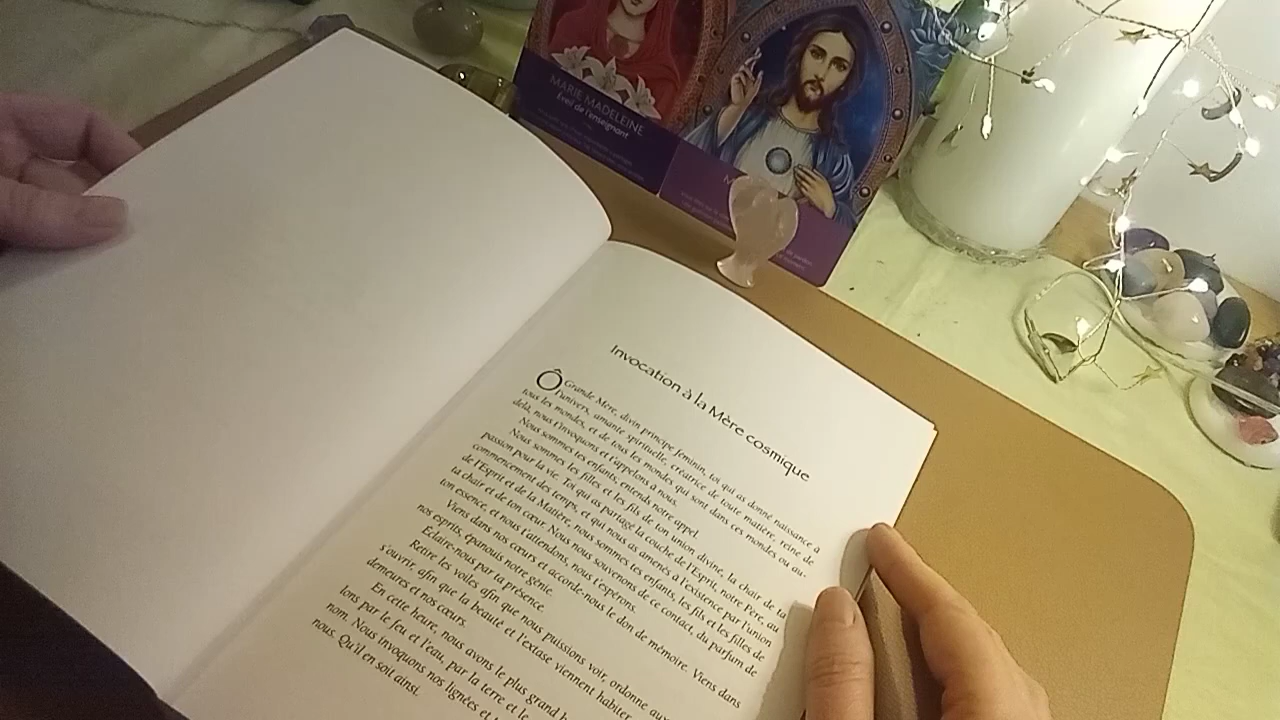 MARIE MADELEINE
Éveil de l'enseignant
Invocation à la Mère cosmique
Ô Grande Mère, divin principe féminin, toi qui as donné naissance à
l'univers, amante spirituelle, créatrice de toute matière, reine de
tous les mondes, et de tous les mondes qui sont dans ces mondes ou au-
delà, nous t'invoquons et t'appelons à nous.
Nous sommes tes enfants, entends notre appel.
Nous sommes les filles et les fils de ton union divine, la chair de ta
passion pour la vie. Toi qui as partagé la couche de l'Esprit, notre Père, au
commencement des temps, et qui nous as amenés à l'existence par l'union
de l'Esprit et de la Matière, nous sommes tes enfants, les fils et les filles de
ta chair et de ton cœur. Nous nous souvenons de ce contact, du parfum de
ton essence, et nous t'attendons, nous t'espérons.
Viens dans nos cœurs et accorde-nous le don de mémoire. Viens dans
nos esprits, épanouis notre génie.
Éclaire-nous par ta présence.
Retire les voiles afin que nous puissions voir, ordonne aux
s'ouvrir, afin que la beauté et l'extase viennent habiter
demeures et nos cœurs.
En cette heure, nous avons le plus grand
lons par le feu et l'eau, par la terre et le
nom. Nous invoquons nos lignées et
nous. Qu'il en soit ainsi.